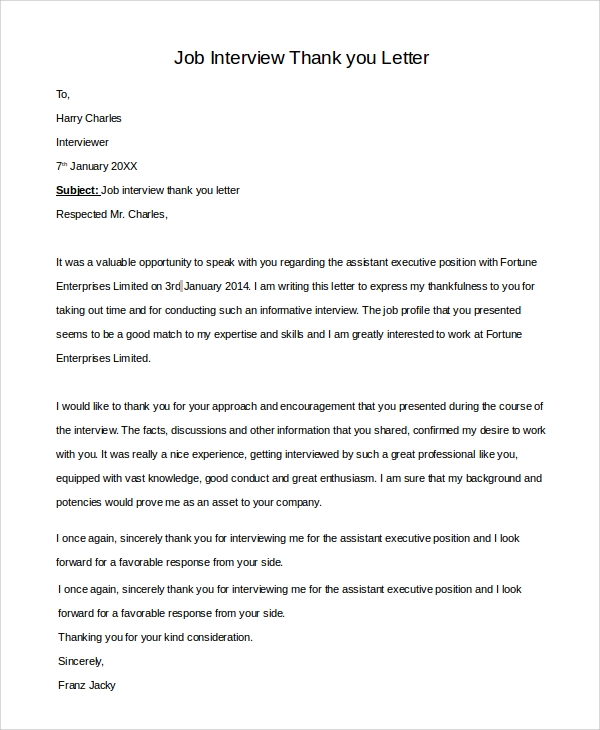 Job Interview Thank you Letter
To,
Harry Charles
Interviewer
7th January 20XX
Subject: Job interview thank you letter
Respected Mr. Charles,
It was a valuable opportunity to speak with you regarding the assistant executive position with Fortune
Enterprises Limited on 3rd January 2014. I am writing this letter to express my thankfulness to you for
taking out time and for conducting such an informative interview. The job profile that you presented
seems to be a good match to my expertise and skills and I am greatly interested to work at Fortune
Enterprises Limited.
I would like to thank you for your approach and encouragement that you presented during the course of
the interview. The facts, discussions and other information that you shared, confirmed my desire to work
with you. It was really a nice experience, getting interviewed by such a great professional like you,
equipped with vast knowledge, good conduct and great enthusiasm. I am sure that my background and
potencies would prove me as an asset to your company.
I once again, sincerely thank you for interviewing me for the assistant executive position and I look
forward for a favorable response from your side.
I once again, sincerely thank you for interviewing me for the assistant executive position and I look
forward for a favorable response from your side.
Thanking you for your kind consideration.
Sincerely,
Franz Jacky